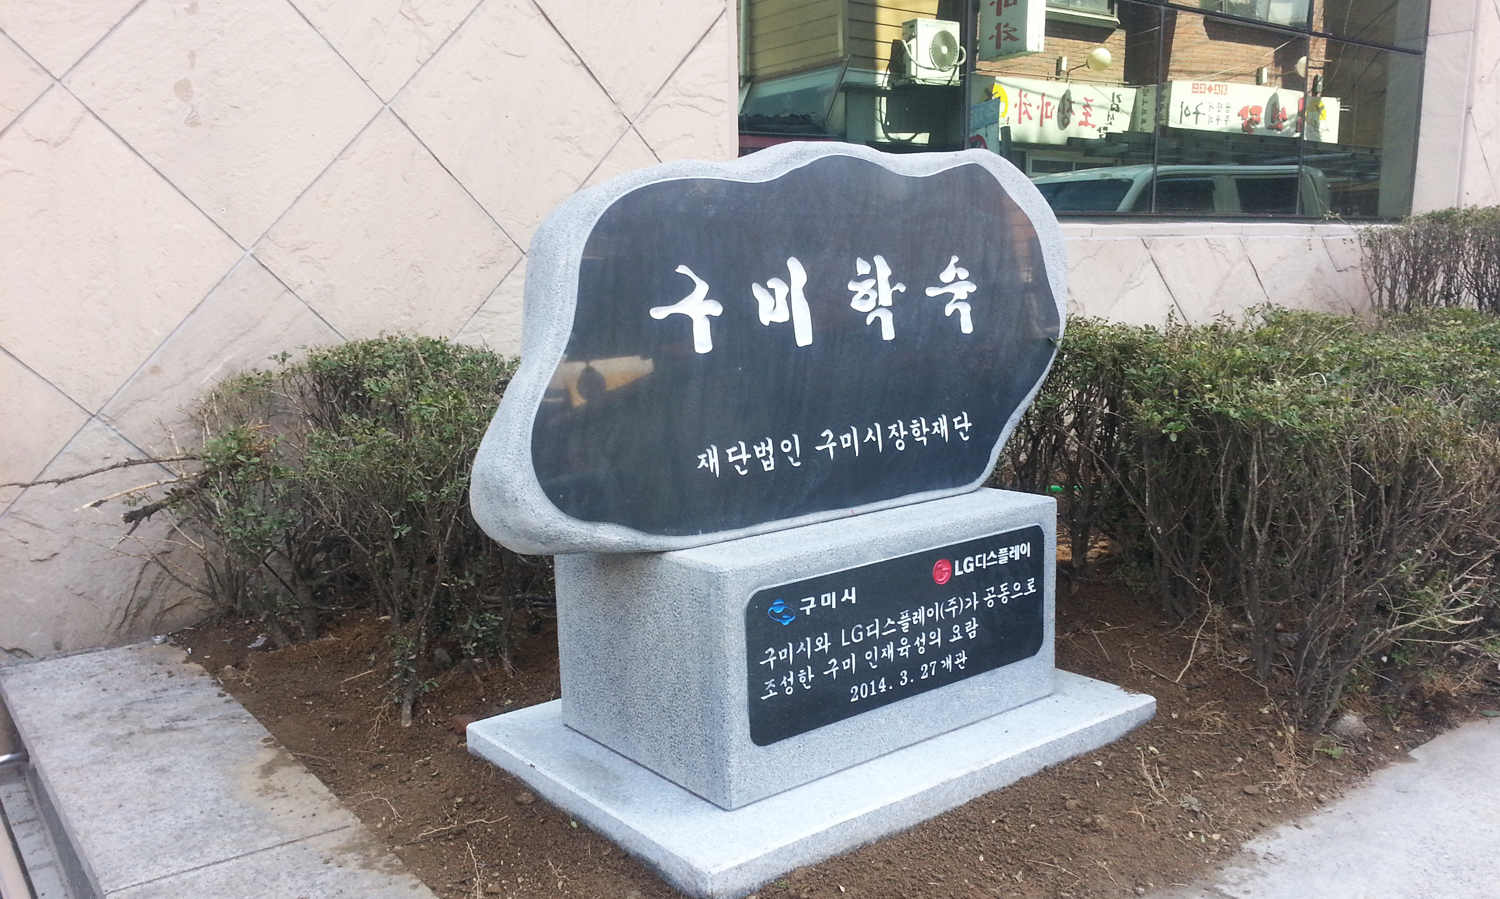 구미학숙
재단법인 구미시장학재단
구미시
LG디스플레이
구미시와 LG디스플레이(주)가 공동으로
조성한 구미 인재육성의 요람
2014. 3. 27 개관